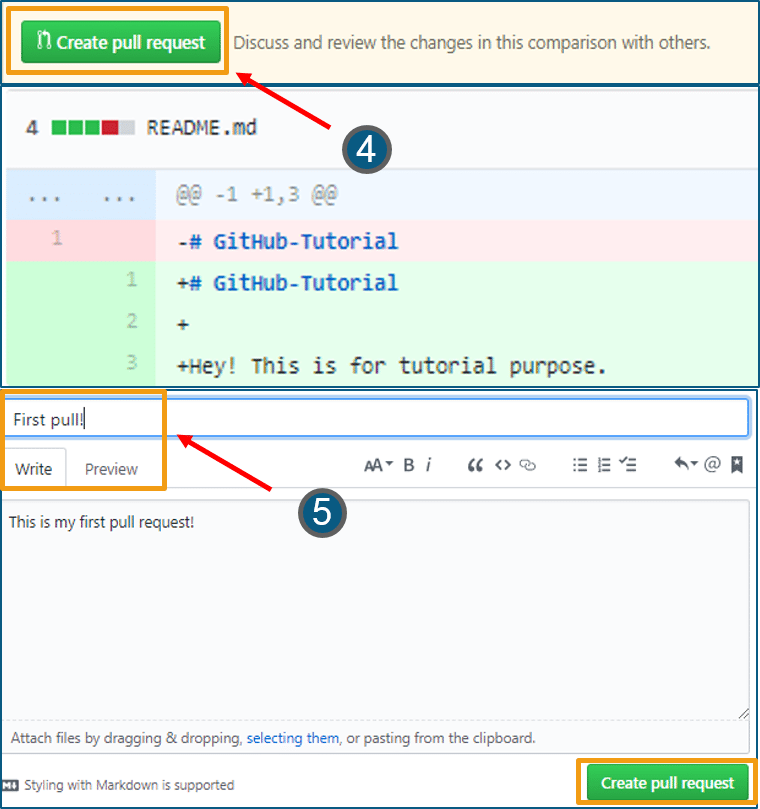 Create pull request Discuss and review the changes in this comparison with others.
4
4 README.md
... ... @@ -1 +1,3 @@
1 -# GitHub-Tutorial
1 +# GitHub-Tutorial
2 +
3 +Hey! This is for tutorial purpose.
First pull!
Write Preview AA B i “ <> @
5
This is my first pull request!
Attach files by dragging & dropping, selecting them, or pasting from the clipboard.
M Styling with Markdown is supported
Create pull request